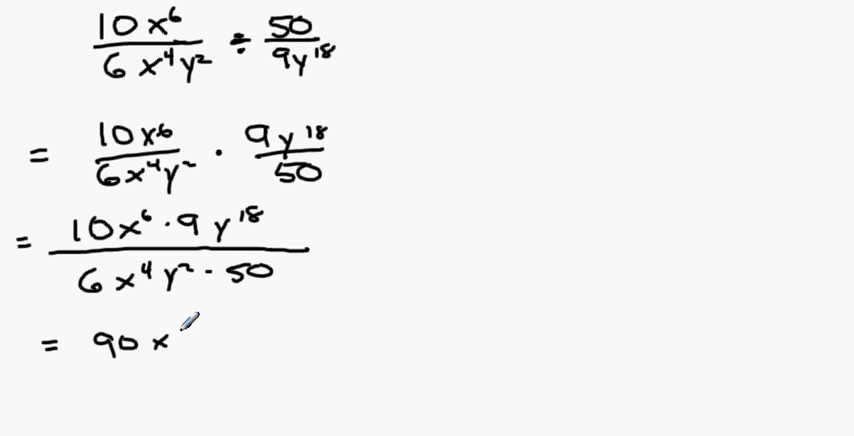 10x⁶/6x⁴y² ÷ 50/9y¹⁸
= 10x⁶/6x⁴y² · 9y¹⁸/50
= 10x⁶ · 9y¹⁸/6x⁴y² · 50
= 90x